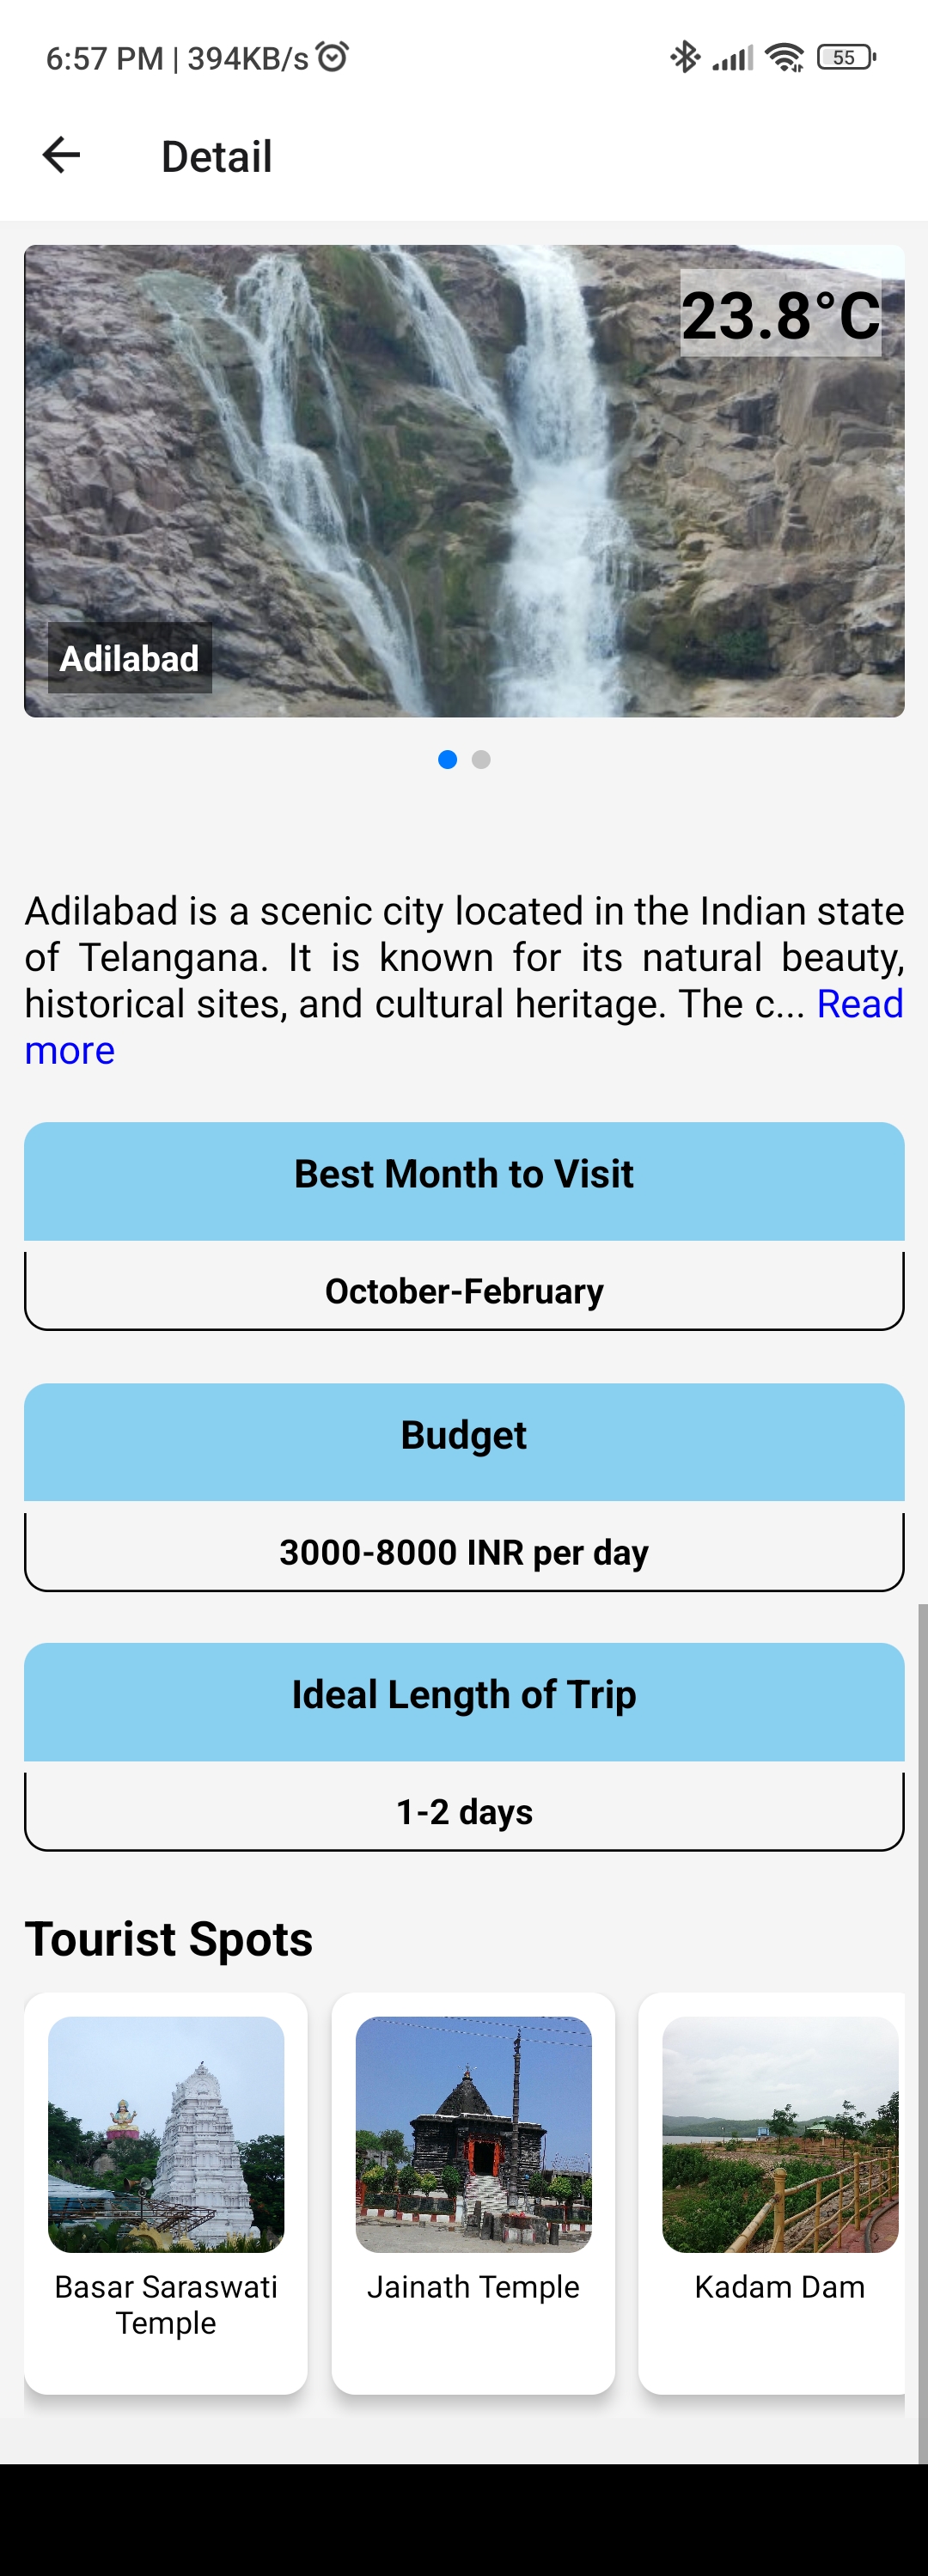 6:57 PM | 394KB/s
55
Detail
23.8°C
Adilabad
Adilabad is a scenic city located in the Indian state
of Telangana. It is known for its natural beauty,
historical sites, and cultural heritage. The c... Read
more
Best Month to Visit
October-February
Budget
3000-8000 INR per day
Ideal Length of Trip
1-2 days
Tourist Spots
Basar Saraswati
Temple
Jainath Temple
Kadam Dam